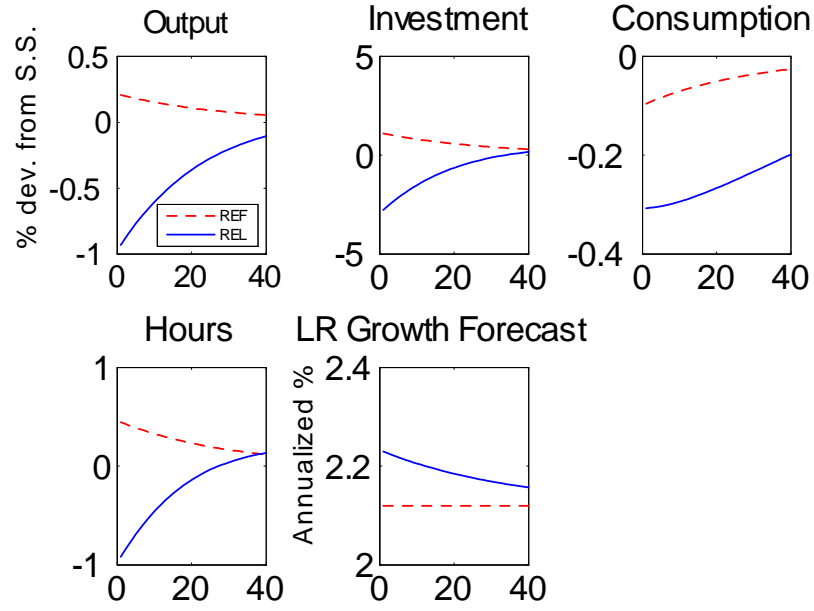 Output
Investment
Consumption
% dev. from S.S.
0.5
0
-0.5
-1
REF
REL
0 20 40
5
0
-5
0 20 40
0
-0.2
-0.4
0 20 40
Hours
LR Growth Forecast
1
0
-1
0 20 40
Annualized %
2.4
2.2
2
0 20 40